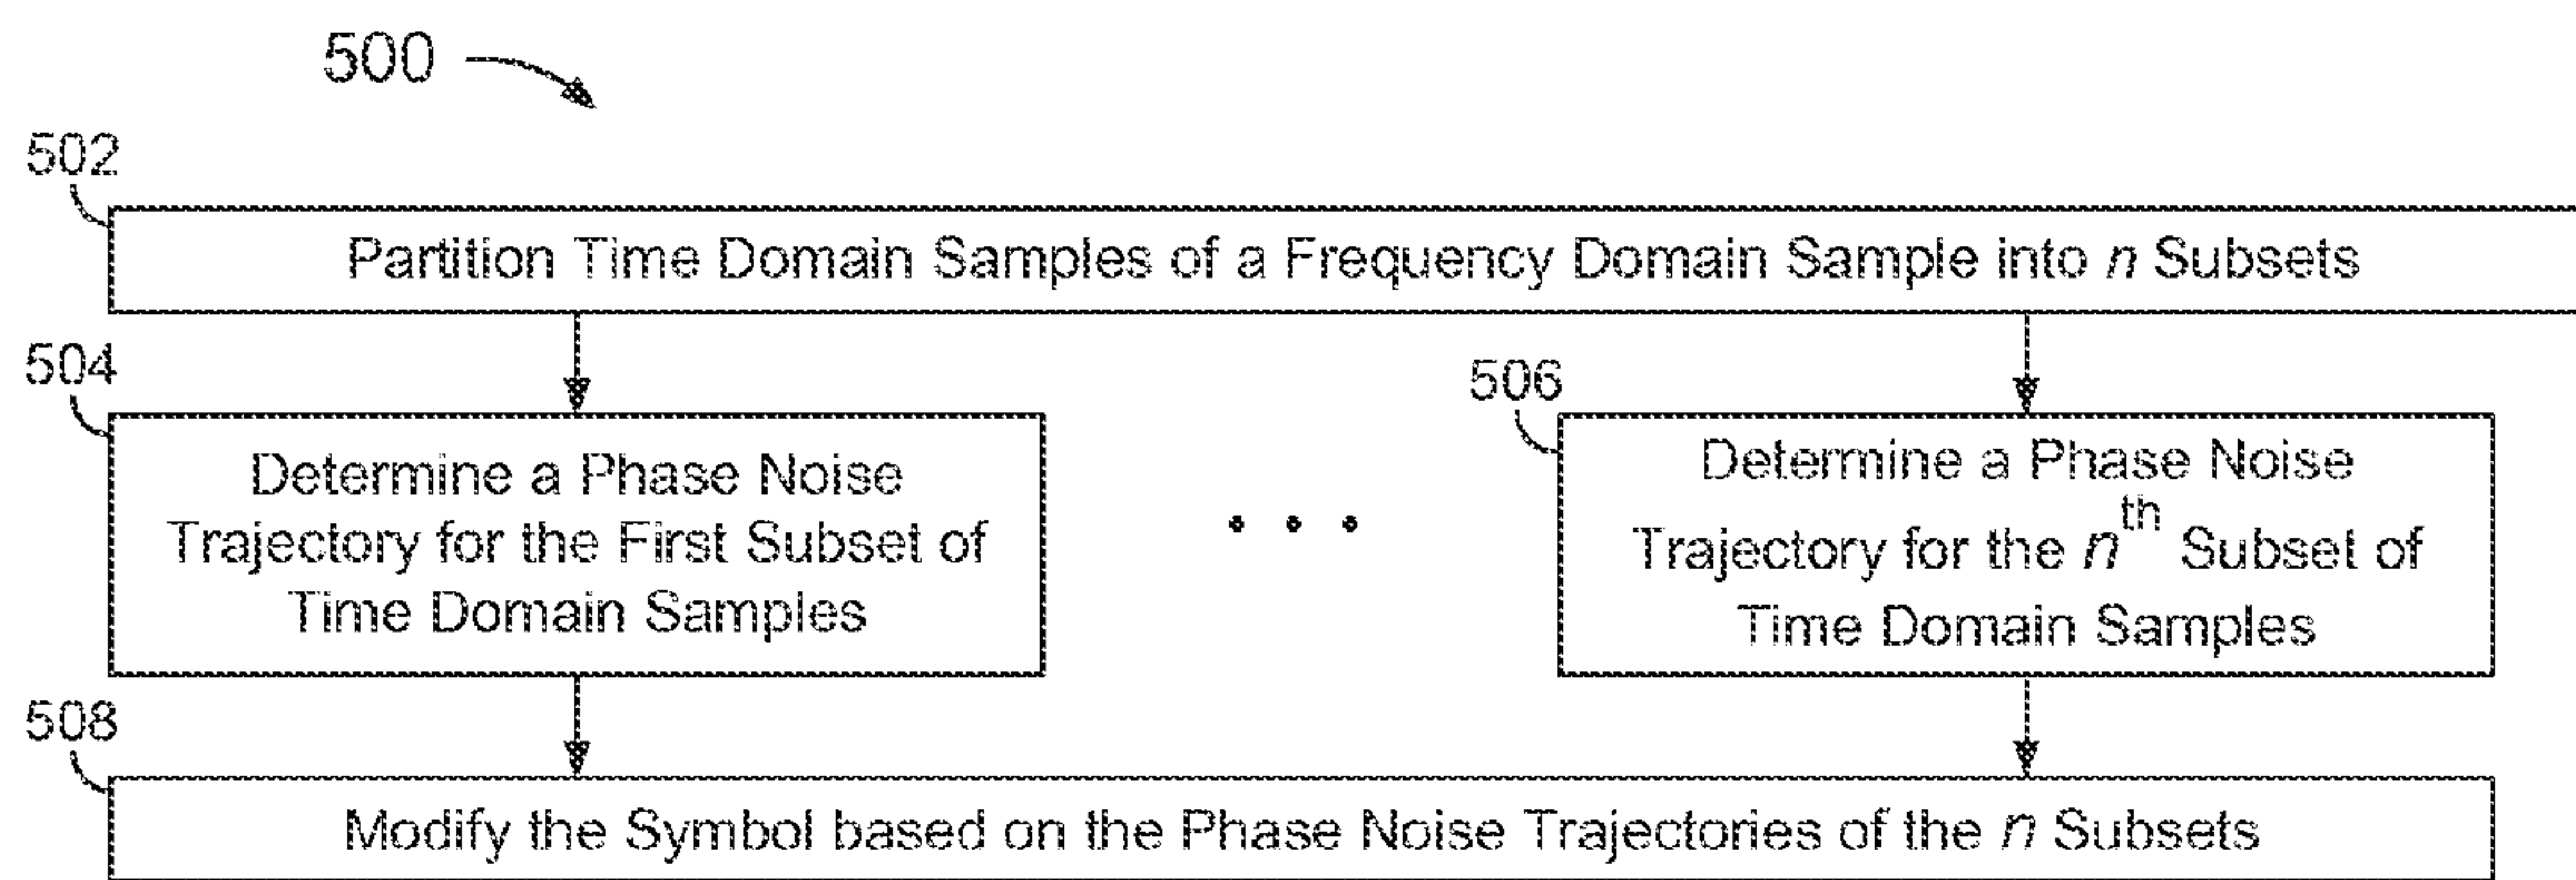 500
502
Partition Time Domain Samples of a Frequency Domain Sample into n Subsets
504
Determine a Phase Noise
Trajectory for the First Subset of
Time Domain Samples
506
Determine a Phase Noise
Trajectory for the nth Subset of
Time Domain Samples
508
Modify the Symbol based on the Phase Noise Trajectories of the n Subsets